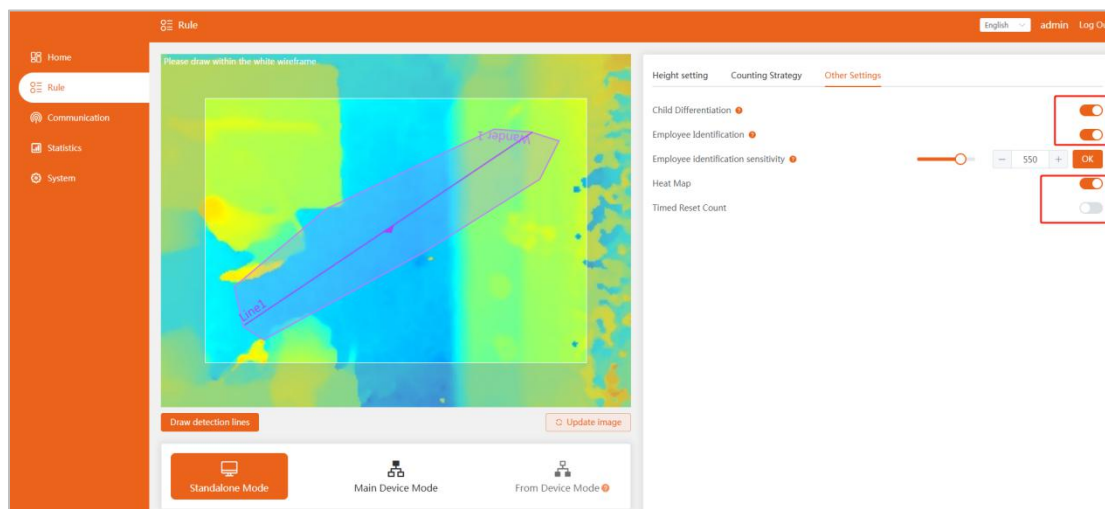 Rule
English
admin
Log Ou
Home
Rule
Communication
Statistics
System
Please draw within the white wireframe
Wander 1
Line1
Draw detection lines
Update image
Standalone Mode
Main Device Mode
From Device Mode
Height setting
Counting Strategy
Other Settings
Child Differentiation
Employee Identification
Employee identification sensitivity
550
OK
Heat Map
Timed Reset Count